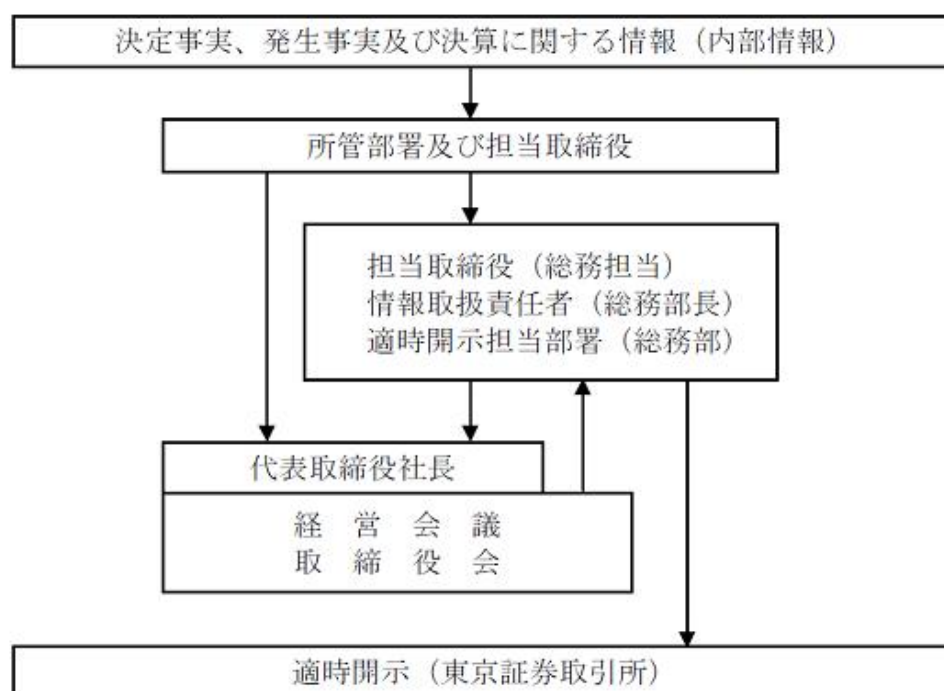 決定事実、発生事実及び決算に関する情報（内部情報）
所管部署及び担当取締役
担当取締役（総務担当）
情報取扱責任者（総務部長）
適時開示担当部署（総務部）
代表取締役社長
経　営　会　議
取　締　役　会
適時開示（東京証券取引所）